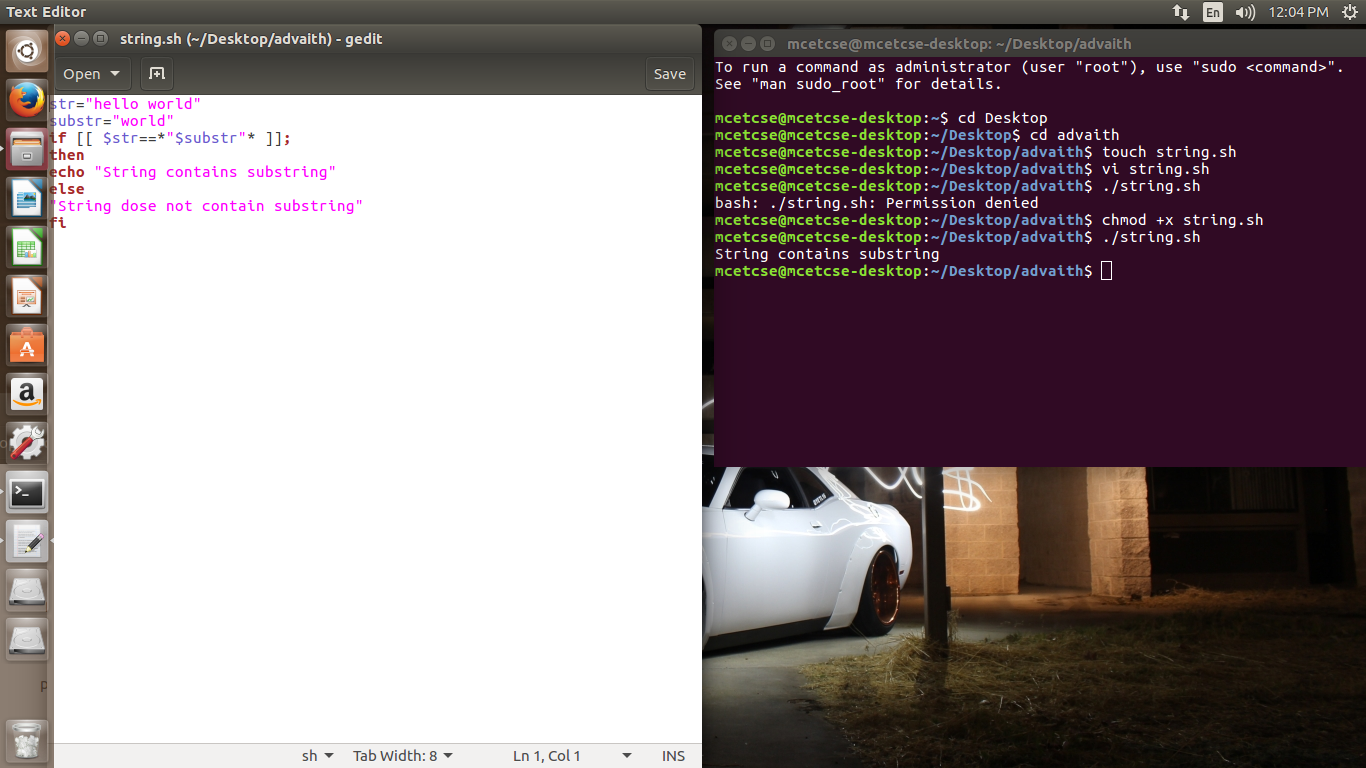 Text Editor
En
12:04 PM
string.sh (~/Desktop/advaith) - gedit
Open
Save
str="hello world"
substr="world"
if [[ $str==*"$substr"* ]];
then
echo "String contains substring"
else
"String dose not contain substring"
fi
sh
Tab Width: 8
Ln 1, Col 1
INS
mcetcse@mcetcse-desktop: ~/Desktop/advaith
To run a command as administrator (user "root"), use "sudo <command>".
See "man sudo_root" for details.
mcetcse@mcetcse-desktop:~$ cd Desktop
mcetcse@mcetcse-desktop:~/Desktop$ cd advaith
mcetcse@mcetcse-desktop:~/Desktop/advaith$ touch string.sh
mcetcse@mcetcse-desktop:~/Desktop/advaith$ vi string.sh
mcetcse@mcetcse-desktop:~/Desktop/advaith$ ./string.sh
bash: ./string.sh: Permission denied
mcetcse@mcetcse-desktop:~/Desktop/advaith$ chmod +x string.sh
mcetcse@mcetcse-desktop:~/Desktop/advaith$ ./string.sh
String contains substring
mcetcse@mcetcse-desktop:~/Desktop/advaith$